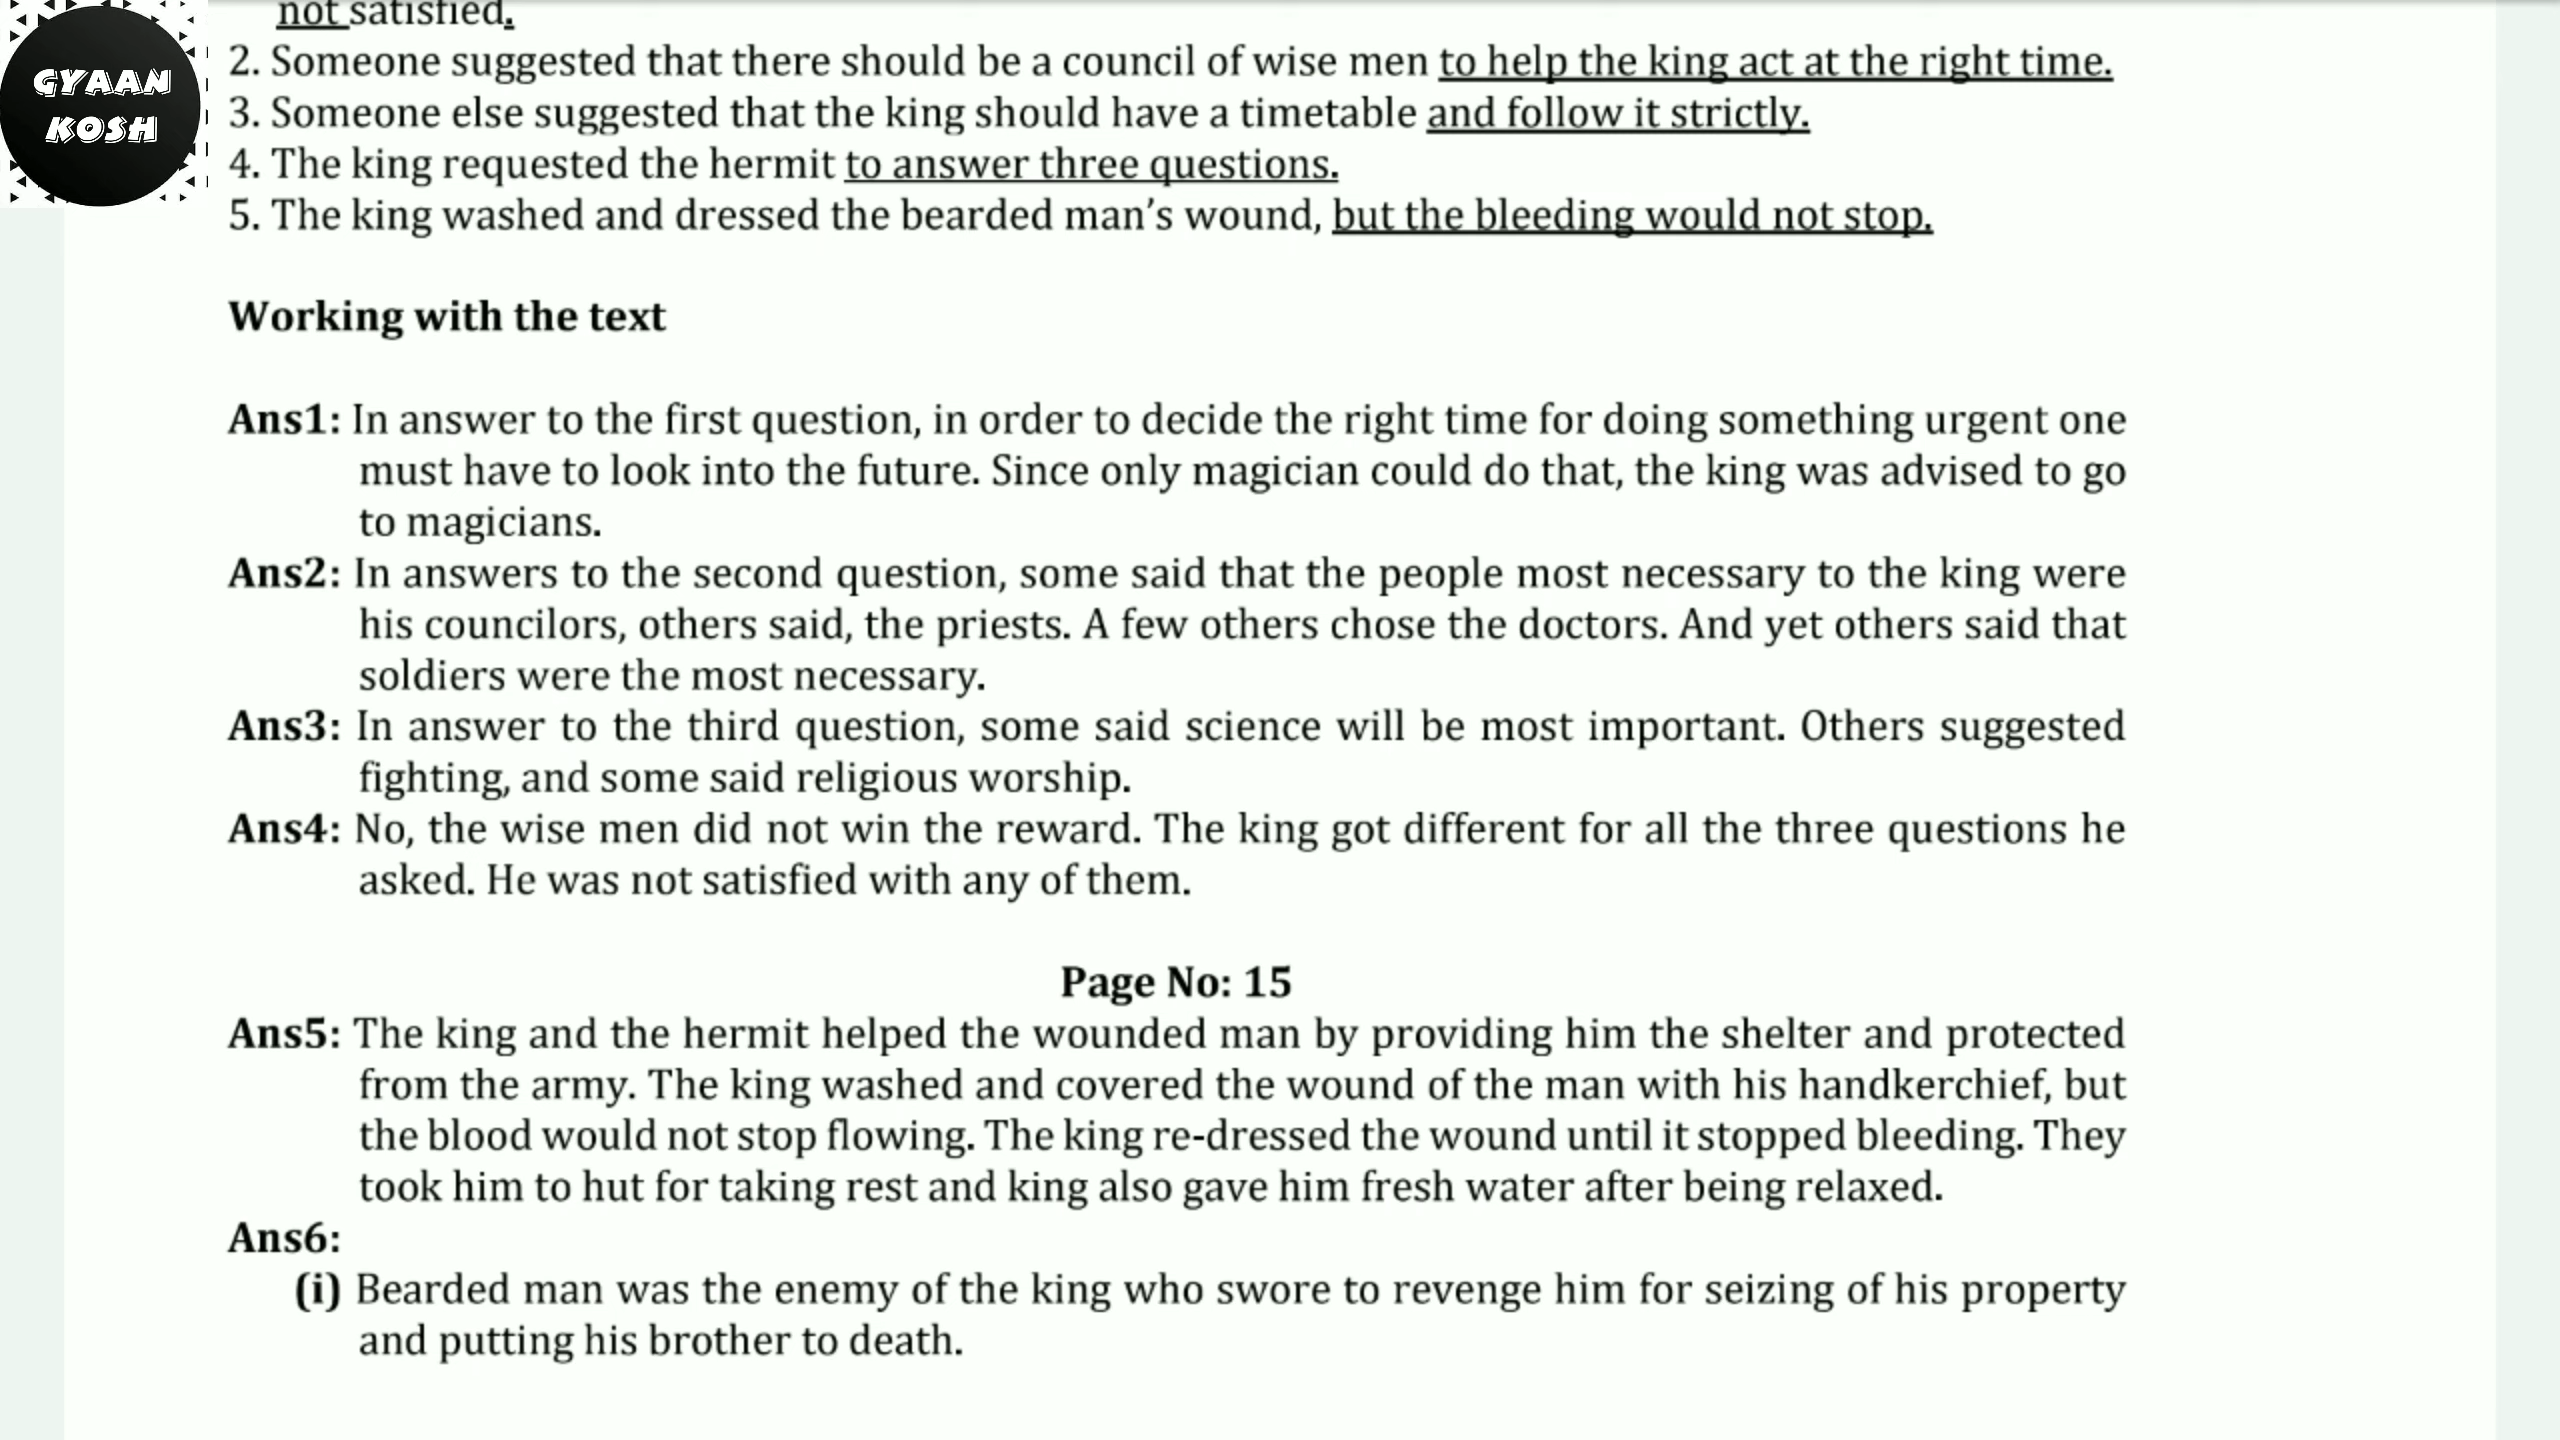 GYAAN
KOSH
not satisfied.
2. Someone suggested that there should be a council of wise men to help the king act at the right time.
3. Someone else suggested that the king should have a timetable and follow it strictly.
4. The king requested the hermit to answer three questions.
5. The king washed and dressed the bearded man’s wound, but the bleeding would not stop.
Working with the text
Ans1: In answer to the first question, in order to decide the right time for doing something urgent one
must have to look into the future. Since only magician could do that, the king was advised to go
to magicians.
Ans2: In answers to the second question, some said that the people most necessary to the king were
his councilors, others said, the priests. A few others chose the doctors. And yet others said that
soldiers were the most necessary.
Ans3: In answer to the third question, some said science will be most important. Others suggested
fighting, and some said religious worship.
Ans4: No, the wise men did not win the reward. The king got different for all the three questions he
asked. He was not satisfied with any of them.
Page No: 15
Ans5: The king and the hermit helped the wounded man by providing him the shelter and protected
from the army. The king washed and covered the wound of the man with his handkerchief, but
the blood would not stop flowing. The king re-dressed the wound until it stopped bleeding. They
took him to hut for taking rest and king also gave him fresh water after being relaxed.
Ans6:
(i) Bearded man was the enemy of the king who swore to revenge him for seizing of his property
and putting his brother to death.